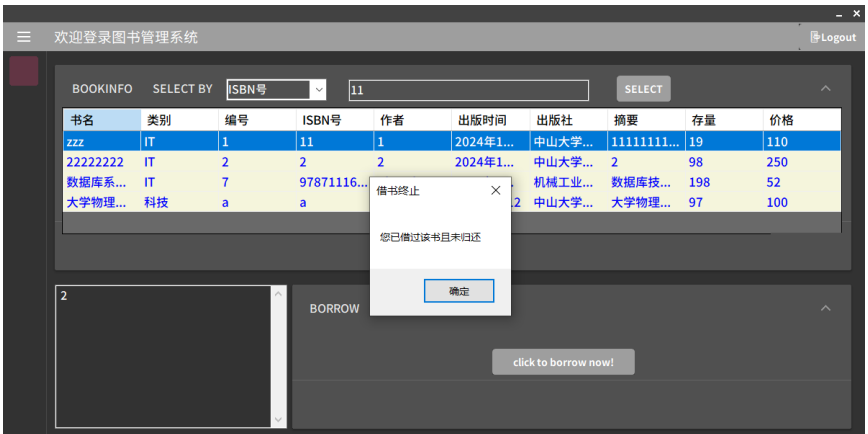 欢迎登录图书管理系统 Logout
BOOKINFO SELECT BY ISBN号 11 SELECT
书名 类别 编号 ISBN号 作者 出版时间 出版社 摘要 存量 价格
zzz IT 1 11 1 2024年1... 中山大学... 11111111... 19 110
22222222 IT 2 2 2 2024年1... 中山大学... 2 98 250
数据库系... IT 7 97871116... 机械工业... 数据库技... 198 52
大学物理... 科技 a a .2 中山大学... 大学物理... 97 100
借书终止
您已借过该书且未归还
确定
2
BORROW
click to borrow now!